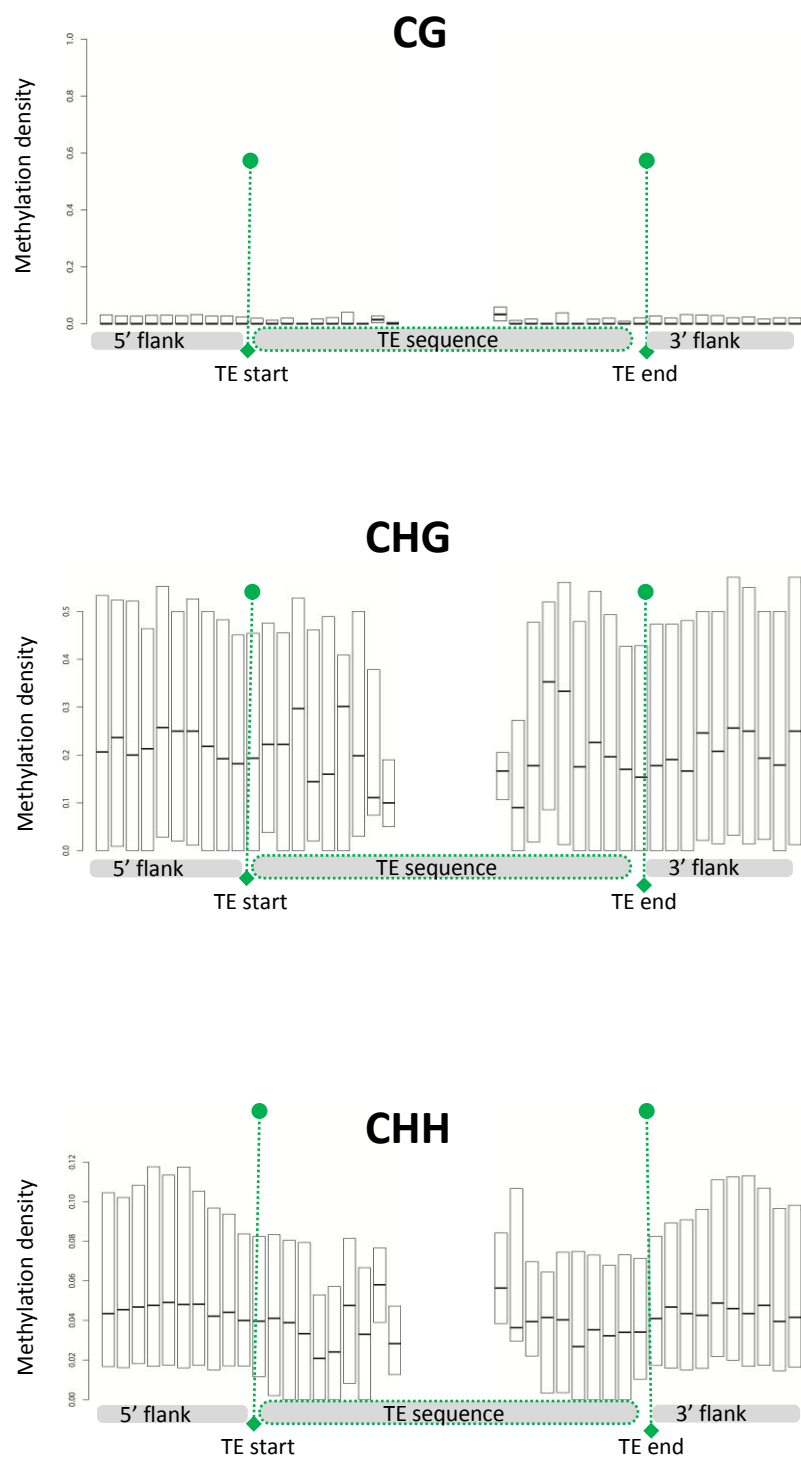 CG
Methylation density
1.0
0.8
0.6
0.4
0.2
0.0
5’ flank TE sequence 3’ flank
TE start TE end
CHG
Methylation density
0.5
0.4
0.3
0.2
0.1
0.0
5’ flank TE sequence 3’ flank
TE start TE end
CHH
Methylation density
0.12
0.10
0.08
0.06
0.04
0.02
0.00
5’ flank TE sequence 3’ flank
TE start TE end